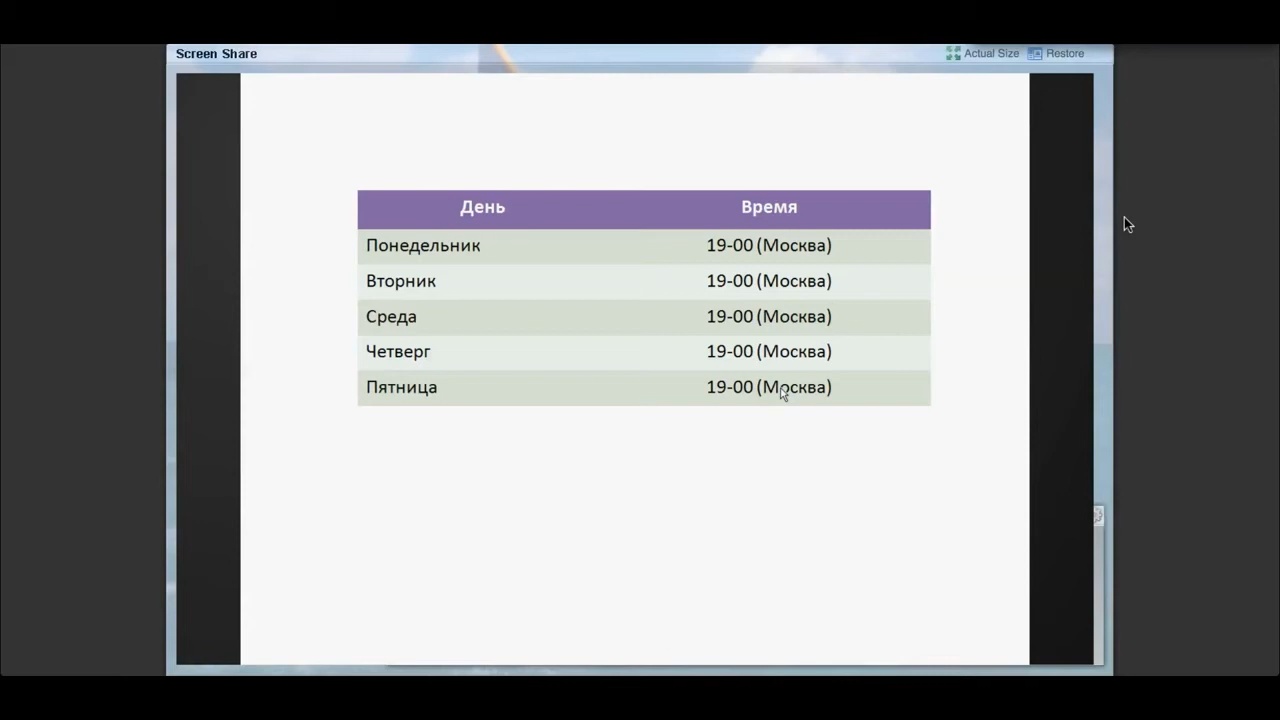 Screen Share
Actual Size Restore
День Время
Понедельник 19-00 (Москва)
Вторник 19-00 (Москва)
Среда 19-00 (Москва)
Четверг 19-00 (Москва)
Пятница 19-00 (Москва)